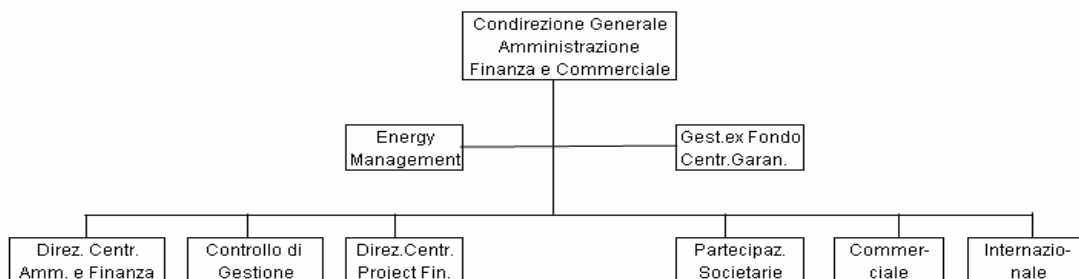 Condirezione Generale
Amministrazione
Finanza e Commerciale
Energy
Management
Gest.ex Fondo
Centr.Garan.
Direz. Centr.
Amm. e Finanza
Controllo di
Gestione
Direz.Centr.
Project Fin.
Partecipaz.
Societarie
Commer-
ciale
Internazio-
nale